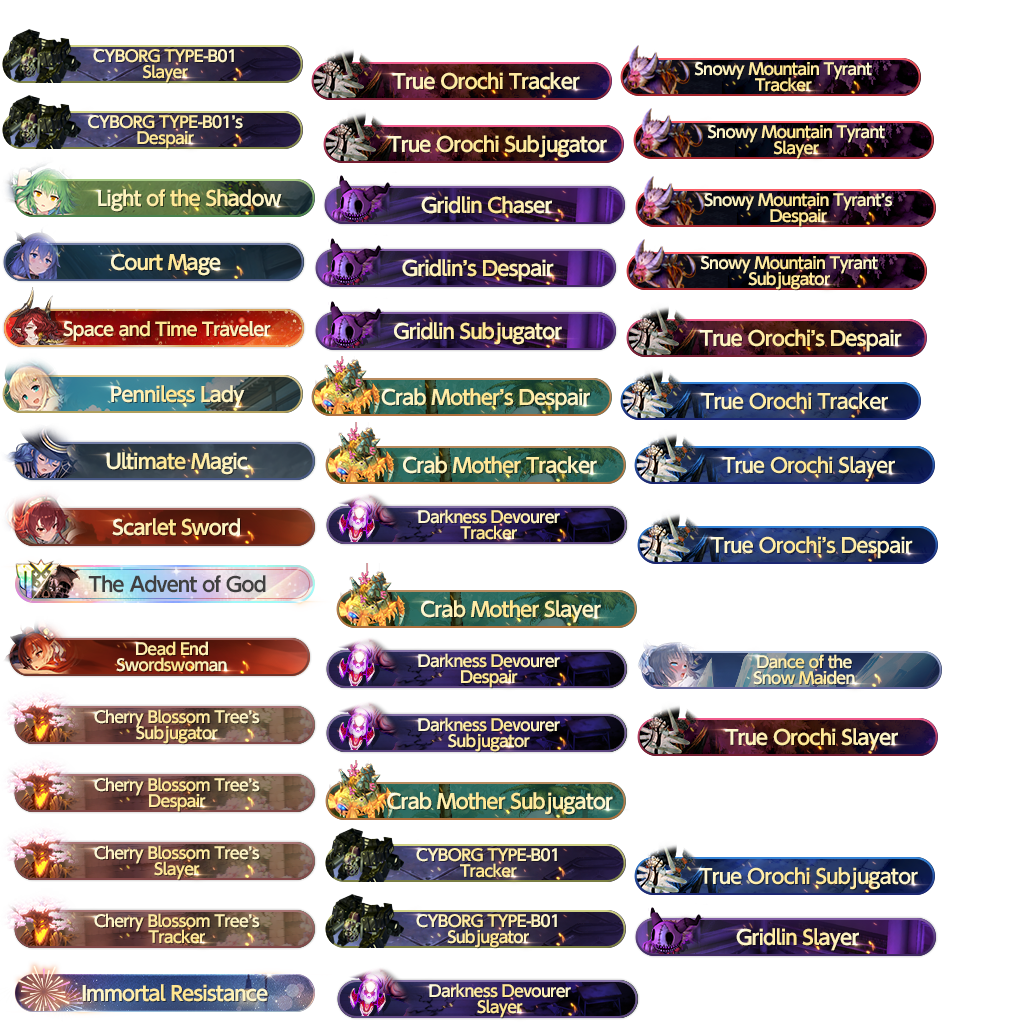 CYBORG TYPE-B01
Slayer
CYBORG TYPE-B01's
Despair
Light of the Shadow
Court Mage
Space and Time Traveler
Penniless Lady
Ultimate Magic
Scarlet Sword
The Advent of God
Dead End
Swordswoman
Cherry Blossom Tree's
Subjugator
Cherry Blossom Tree's
Despair
Cherry Blossom Tree's
Slayer
Cherry Blossom Tree's
Tracker
Immortal Resistance
True Orochi Tracker
True Orochi Subjugator
Gridlin Chaser
Gridlin's Despair
Gridlin Subjugator
Crab Mother's Despair
Crab Mother Tracker
Darkness Devourer
Tracker
Crab Mother Slayer
Darkness Devourer
Despair
Darkness Devourer
Subjugator
Crab Mother Subjugator
CYBORG TYPE-B01
Tracker
CYBORG TYPE-B01
Subjugator
Darkness Devourer
Slayer
Snowy Mountain Tyrant
Tracker
Snowy Mountain Tyrant
Slayer
Snowy Mountain Tyrant's
Despair
Snowy Mountain Tyrant
Subjugator
True Orochi's Despair
True Orochi Tracker
True Orochi Slayer
True Orochi's Despair
Dance of the
Snow Maiden
True Orochi Slayer
True Orochi Subjugator
Gridlin Slayer